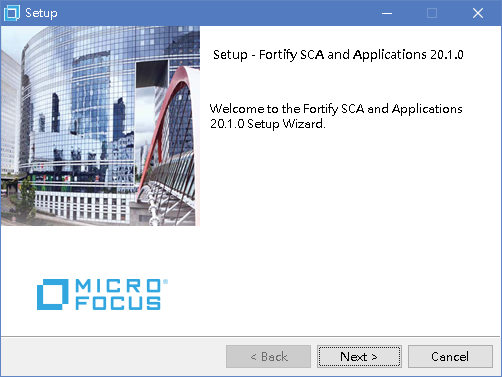 Setup
Setup - Fortify SCA and Applications 20.1.0
Welcome to the Fortify SCA and Applications
20.1.0 Setup Wizard.
MICRO®
FOCUS
< Back
Next >
Cancel